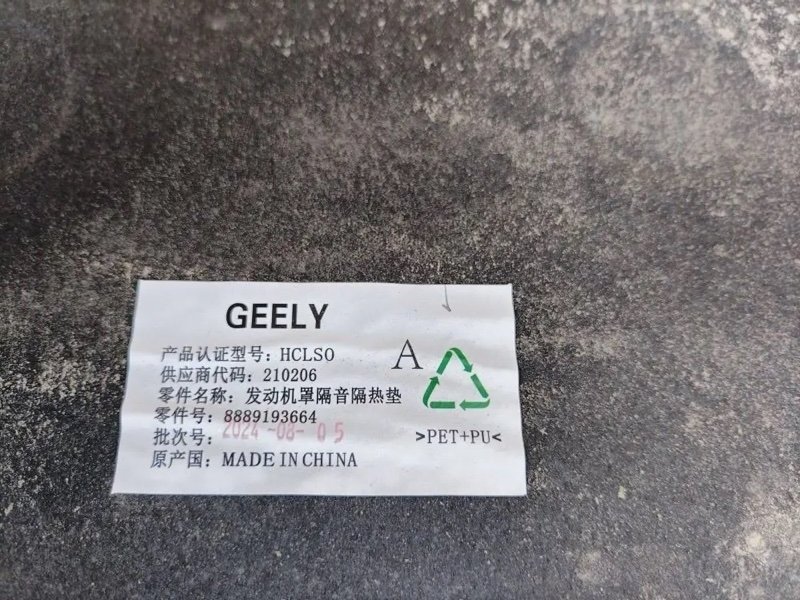 GEELY
产品认证型号：HCLSO
供应商代码：210206
零件名称：发动机罩隔音隔热垫
零件号：8889193664
批次号：2024-08-05
原产国：MADE IN CHINA
A
>PET+PU<